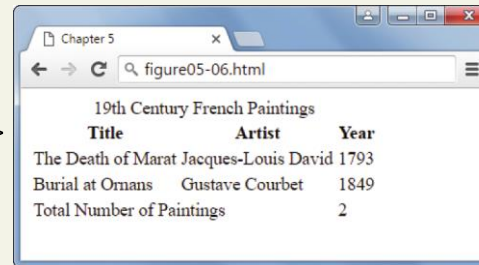 Chapter 5
figure05-06.html
19th Century French Paintings
Title Artist Year
The Death of Marat Jacques-Louis David 1793
Burial at Ornans Gustave Courbet 1849
Total Number of Paintings 2